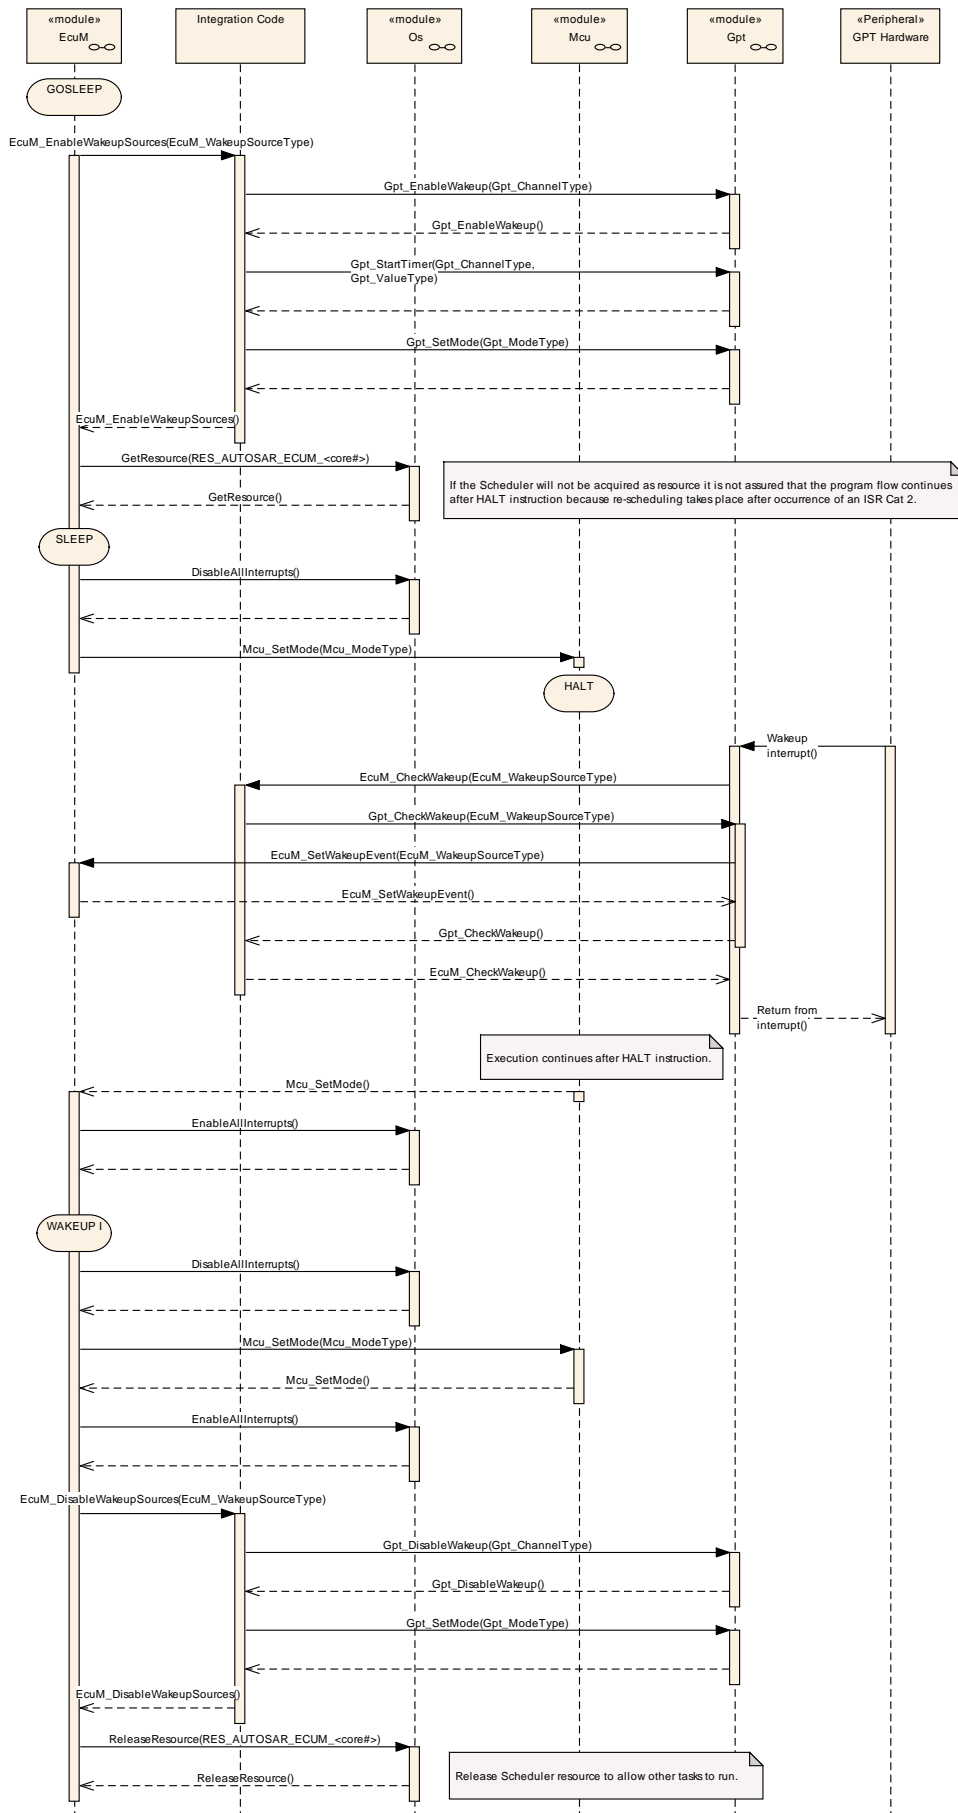 «module»
EcuM
Integration Code
«module»
Os
«module»
Mcu
«module»
Gpt
«Peripheral»
GPT Hardware
GOSLEEP
EcuM_EnableWakeupSources(EcuM_WakeupSourceType)
Gpt_EnableWakeup(Gpt_ChannelType)
Gpt_EnableWakeup()
Gpt_StartTimer(Gpt_ChannelType,
Gpt_ValueType)
Gpt_SetMode(Gpt_ModeType)
EcuM_EnableWakeupSources()
GetResource(RES_AUTOSAR_ECUM_<core#>)
If the Scheduler will not be acquired as resource it is not assured that the program flow continues
after HALT instruction because re-scheduling takes place after occurrence of an ISR Cat 2.
GetResource()
SLEEP
DisableAllInterrupts()
Mcu_SetMode(Mcu_ModeType)
HALT
Wakeup
interrupt()
EcuM_CheckWakeup(EcuM_WakeupSourceType)
Gpt_CheckWakeup(EcuM_WakeupSourceType)
EcuM_SetWakeupEvent(EcuM_WakeupSourceType)
EcuM_SetWakeupEvent()
Gpt_CheckWakeup()
EcuM_CheckWakeup()
Return from
interrupt()
Execution continues after HALT instruction.
Mcu_SetMode()
EnableAllInterrupts()
WAKEUP I
DisableAllInterrupts()
Mcu_SetMode(Mcu_ModeType)
Mcu_SetMode()
EnableAllInterrupts()
EcuM_DisableWakeupSources(EcuM_WakeupSourceType)
Gpt_DisableWakeup(Gpt_ChannelType)
Gpt_DisableWakeup()
Gpt_SetMode(Gpt_ModeType)
EcuM_DisableWakeupSources()
ReleaseResource(RES_AUTOSAR_ECUM_<core#>)
Release Scheduler resource to allow other tasks to run.
ReleaseResource()